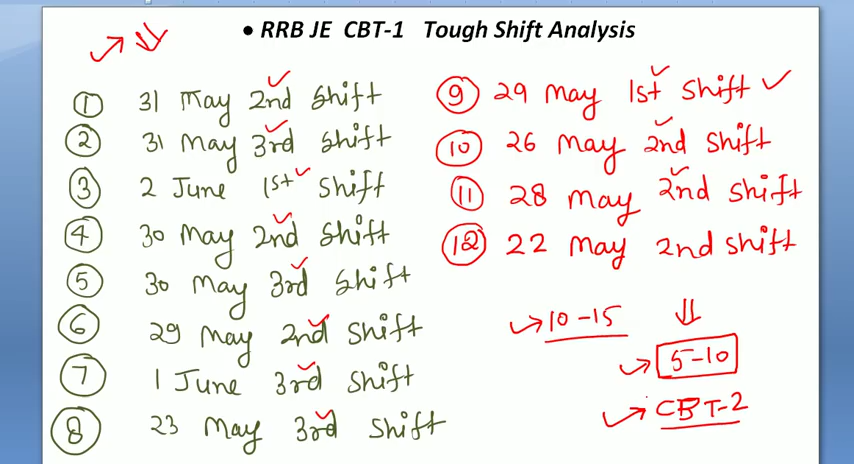 • RRB JE CBT-1 Tough Shift Analysis
① 31 May 2nd Shift
② 31 May 3rd Shift
③ 2 June 1st Shift
④ 30 May 2nd Shift
⑤ 30 May 3rd Shift
⑥ 29 May 2nd Shift
⑦ 1 June 3rd Shift
⑧ 23 May 3rd Shift
⑨ 29 May 1st Shift
⑩ 26 May 2nd Shift
⑪ 28 May 2nd Shift
⑫ 22 May 2nd Shift
10-15
5-10
CBT-2